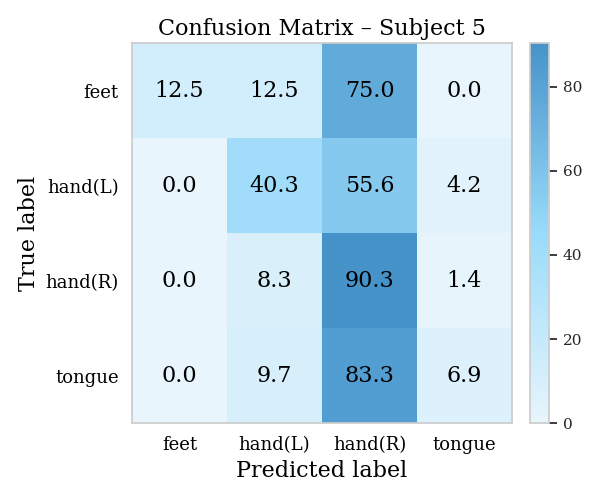 Confusion Matrix – Subject 5
feet 12.5 12.5 75.0 0.0
hand(L) 0.0 40.3 55.6 4.2
hand(R) 0.0 8.3 90.3 1.4
tongue 0.0 9.7 83.3 6.9
feet hand(L) hand(R) tongue
Predicted label
True label
80
60
40
20
0